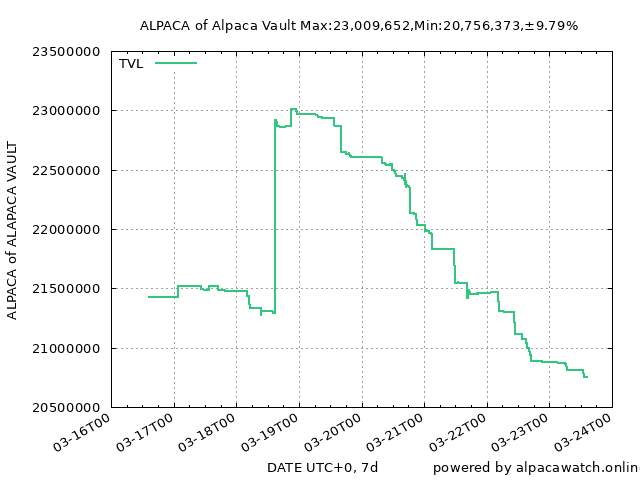 ALPACA of Alpaca Vault Max:23,009,652,Min:20,756,373,±9.79%
TVL
23500000
23000000
22500000
22000000
21500000
21000000
20500000
ALPACA of ALAPACA VAULT
03-16T00
03-17T00
03-18T00
03-19T00
03-20T00
03-21T00
03-22T00
03-23T00
03-24T00
DATE UTC+0, 7d
powered by alpacawatch.onlin